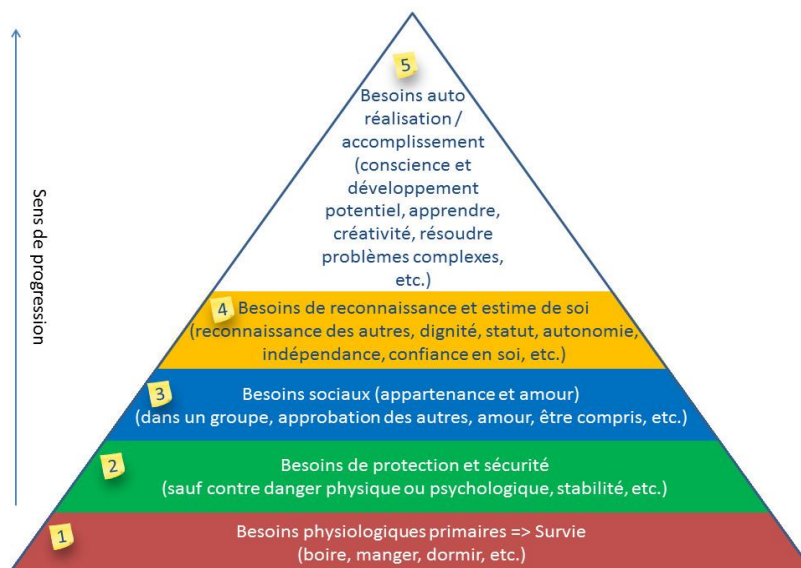 Sens de progression
5
Besoins auto
réalisation /
accomplissement
(conscience et
développement
potentiel, apprendre,
créativité, résoudre
problèmes complexes,
etc.)
4
Besoins de reconnaissance et estime de soi
(reconnaissance des autres, dignité, statut, autonomie,
indépendance, confiance en soi, etc.)
3
Besoins sociaux (appartenance et amour)
(dans un groupe, approbation des autres, amour, être compris, etc.)
2
Besoins de protection et sécurité
(sauf contre danger physique ou psychologique, stabilité, etc.)
1
Besoins physiologiques primaires => Survie
(boire, manger, dormir, etc.)